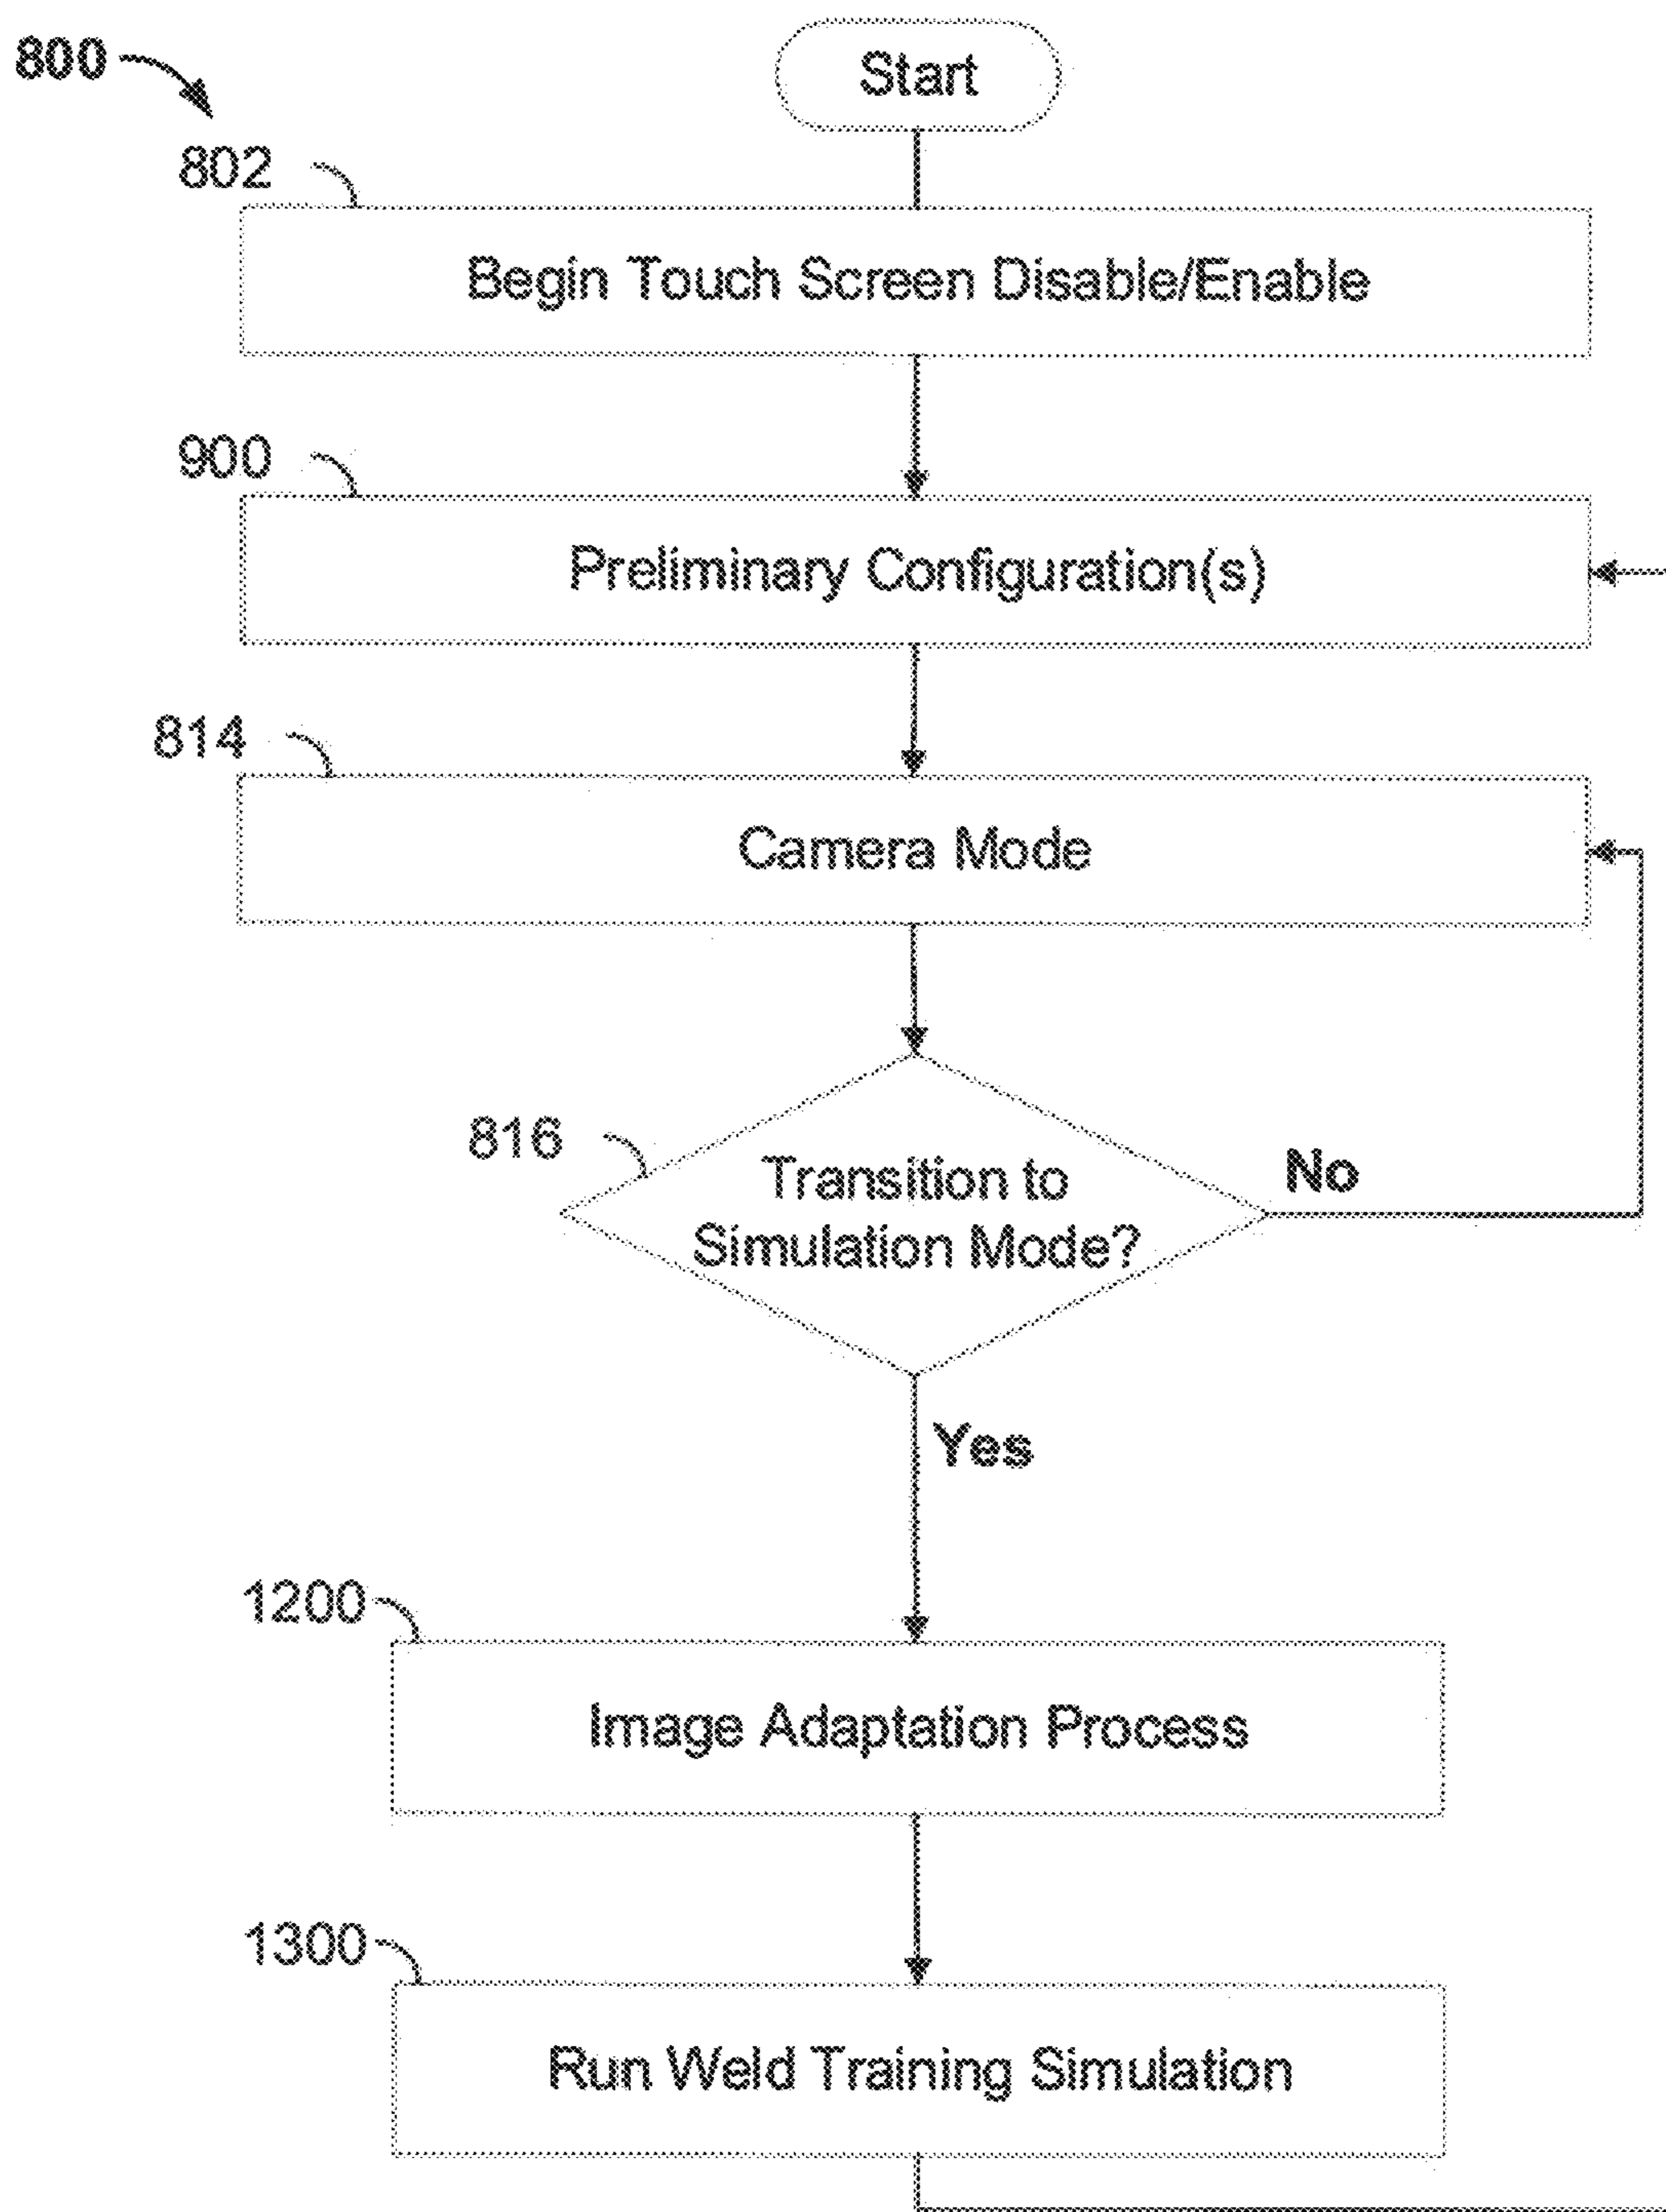 800
Start
802
Begin Touch Screen Disable/Enable
900
Preliminary Configuration(s)
814
Camera Mode
816
Transition to
Simulation Mode?
No
Yes
1200
Image Adaptation Process
1300
Run Weld Training Simulation